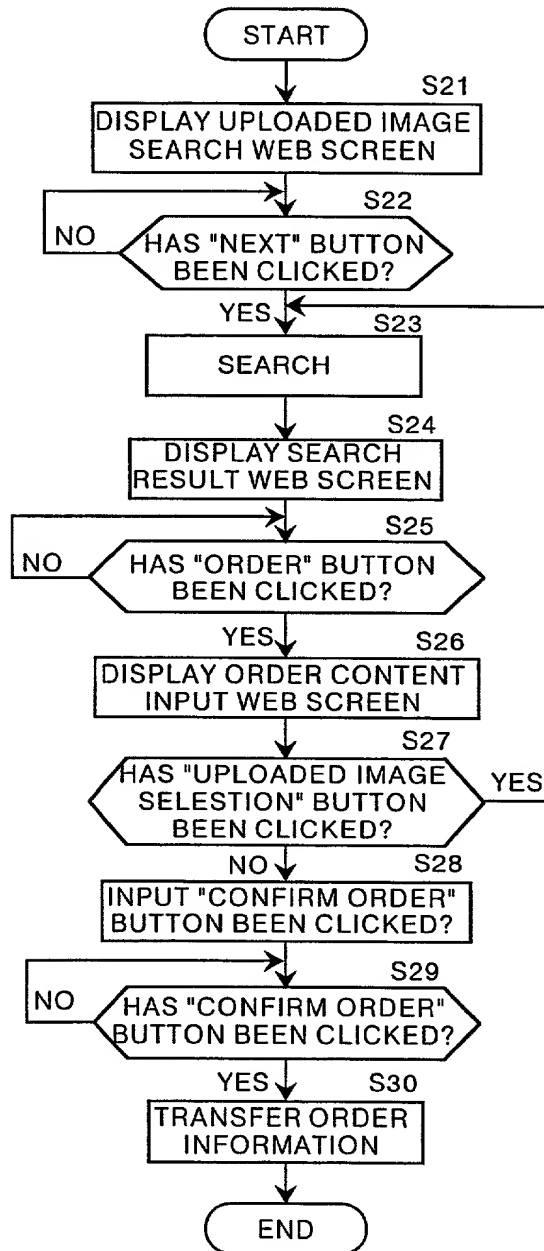 START
S21
DISPLAY UPLOADED IMAGE
SEARCH WEB SCREEN
S22
NO
HAS "NEXT" BUTTON
BEEN CLICKED?
YES
S23
SEARCH
S24
DISPLAY SEARCH
RESULT WEB SCREEN
S25
NO
HAS "ORDER" BUTTON
BEEN CLICKED?
YES
S26
DISPLAY ORDER CONTENT
INPUT WEB SCREEN
S27
HAS "UPLOADED IMAGE
SELESTION" BUTTON
BEEN CLICKED?
YES
NO
S28
INPUT "CONFIRM ORDER"
BUTTON BEEN CLICKED?
S29
NO
HAS "CONFIRM ORDER"
BUTTON BEEN CLICKED?
YES
S30
TRANSFER ORDER
INFORMATION
END